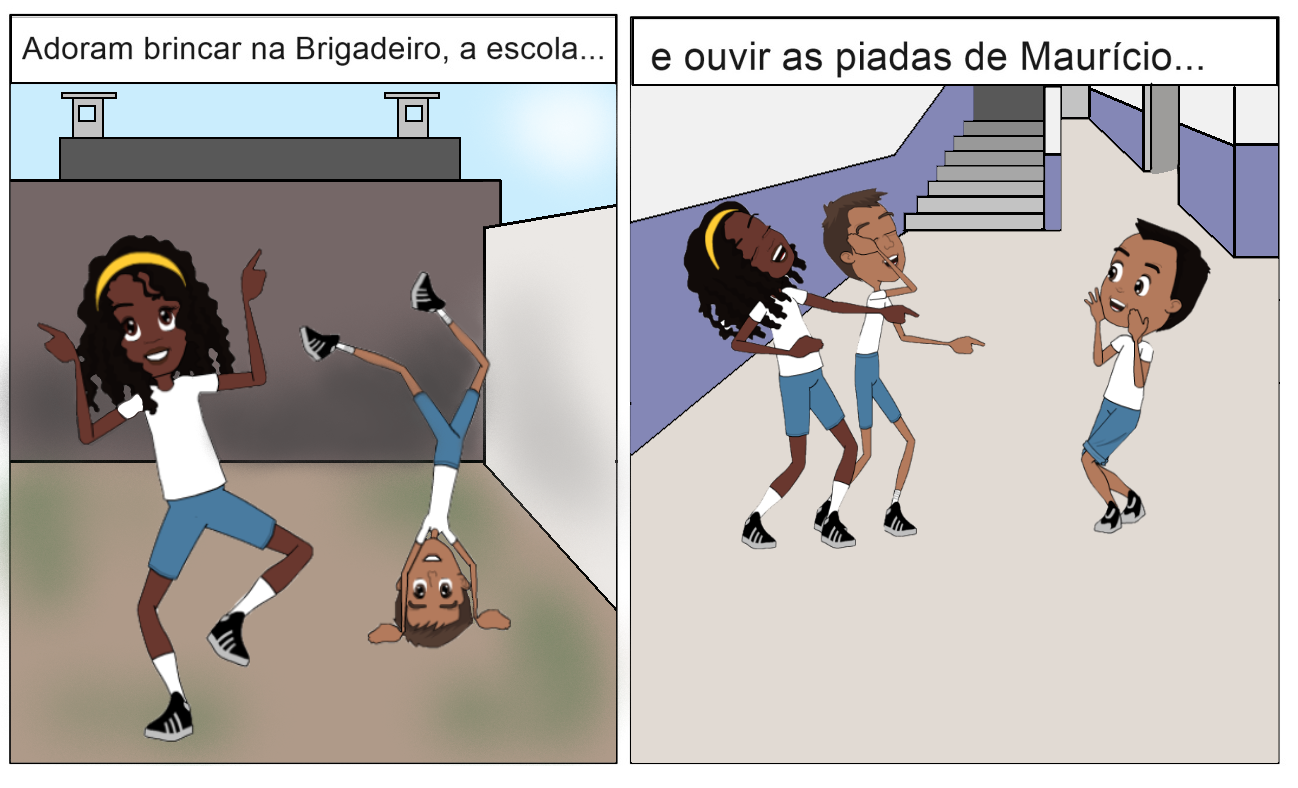 Adoram brincar na Brigadeiro, a escola...
e ouvir as piadas de Maurício...